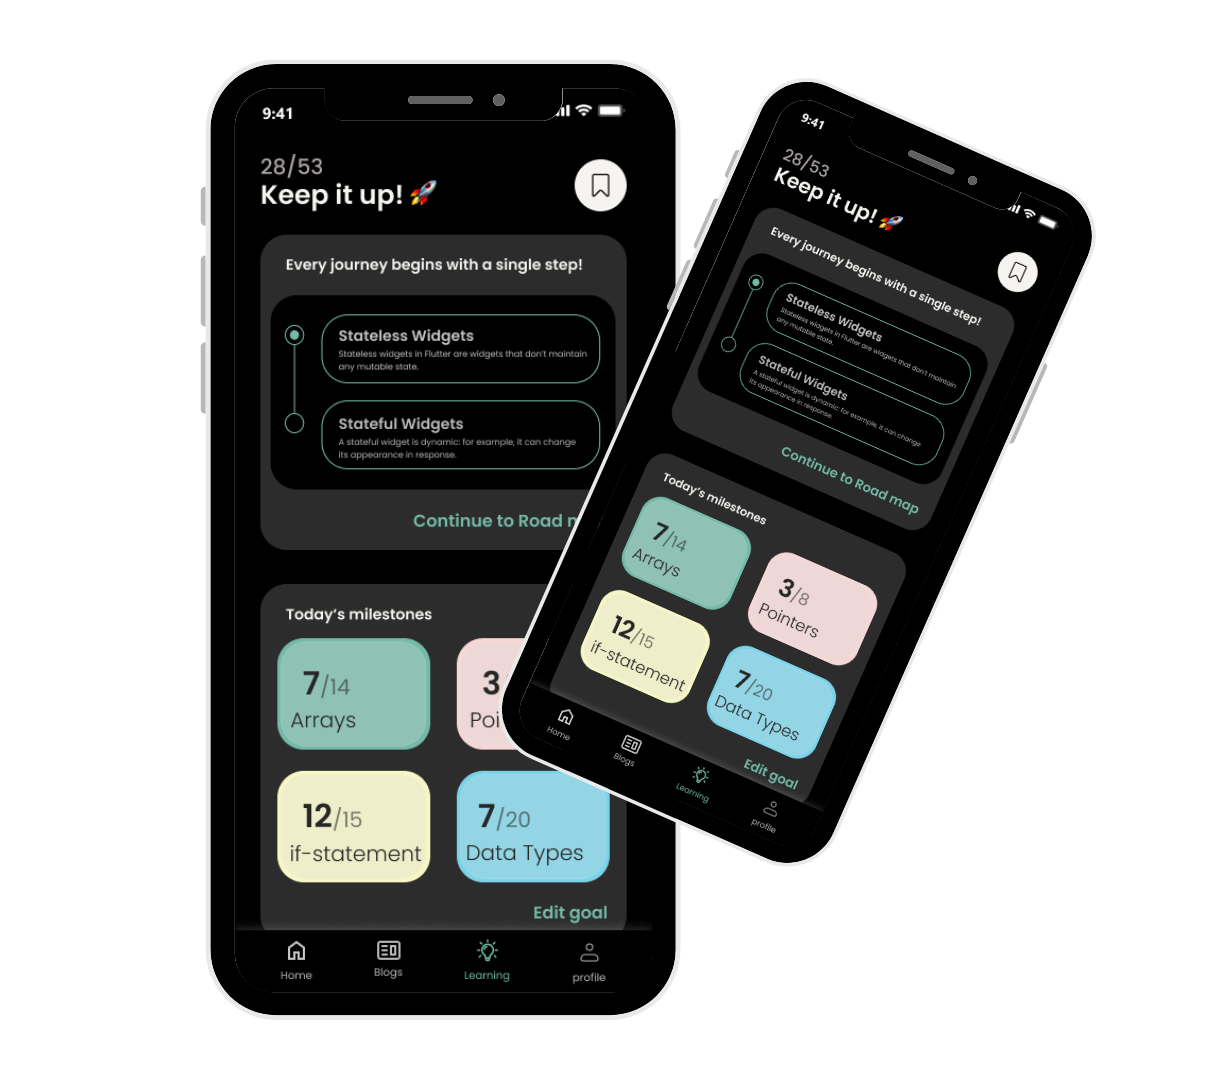 9:41
28/53
Keep it up! 🚀
Every journey begins with a single step!
Stateless Widgets
Stateless widgets in Flutter are widgets that don't maintain
any mutable state.
Stateful Widgets
A stateful widget is dynamic: for example, it can change
its appearance in response.
Continue to Road m
Today's milestones
7/14
Arrays
3
Poi
12/15
if-statement
7/20
Data Types
Edit goal
Home
Blogs
Learning
profile
9:41
28/53
Keep it up! 🚀
Every journey begins with a single step!
Stateless Widgets
Stateless widgets in Flutter are widgets that don't maintain
any mutable state.
Stateful Widgets
A stateful widget is dynamic: for example, it can change
its appearance in response.
Continue to Road map
Today's milestones
7/14
Arrays
3/8
Pointers
12/15
if-statement
7/20
Data Types
Edit goal
Home
Blogs
Learning
profile